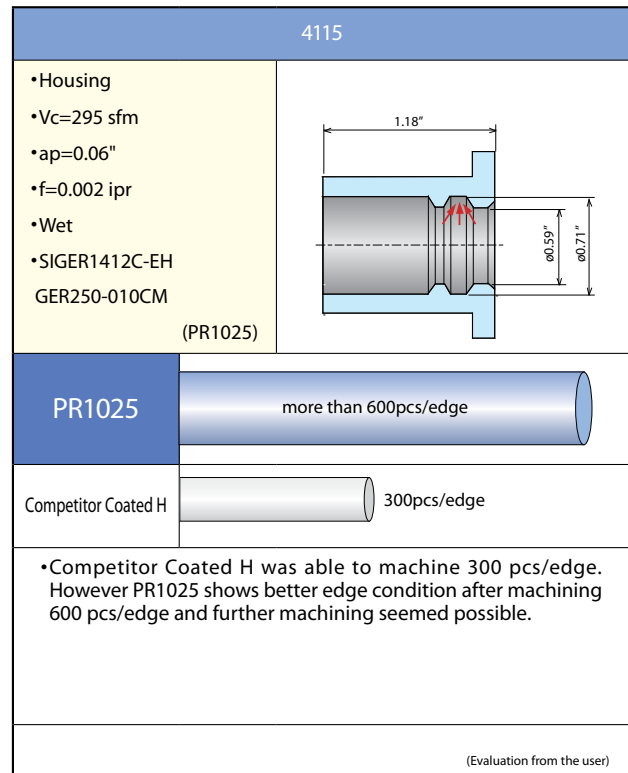 4115
•Housing
•Vc=295 sfm
•ap=0.06"
•f=0.002 ipr
•Wet
•SIGER1412C-EH
GER250-010CM
(PR1025)
1.18"
ø0.59"
ø0.71"
PR1025
more than 600pcs/edge
Competitor Coated H
300pcs/edge
•Competitor Coated H was able to machine 300 pcs/edge.
However PR1025 shows better edge condition after machining
600 pcs/edge and further machining seemed possible.
(Evaluation from the user)